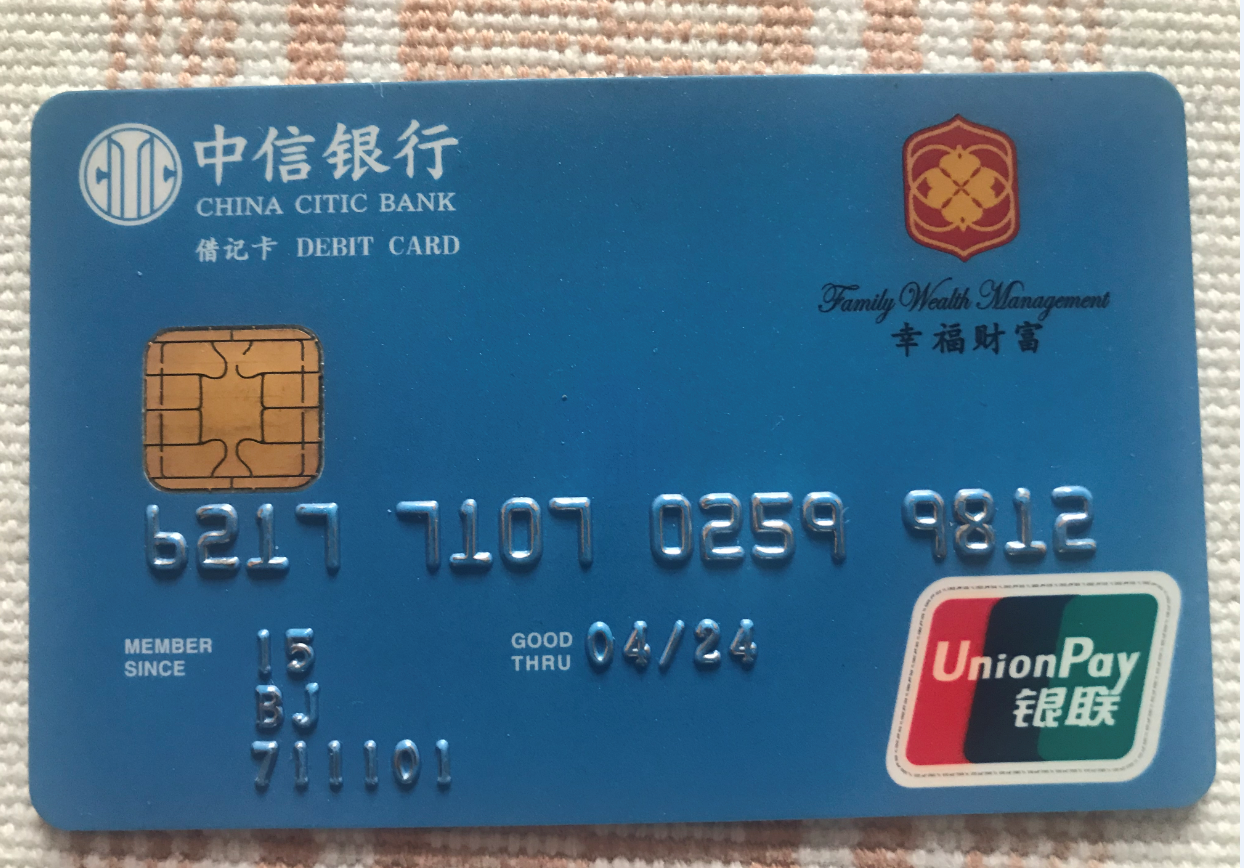 中信银行
CHINA CITIC BANK
借记卡 DEBIT CARD
Family Wealth Management
幸福财富
6217 7107 0259 9812
MEMBER SINCE 15
GOOD THRU 04/24
BJ
711101
UnionPay
银联